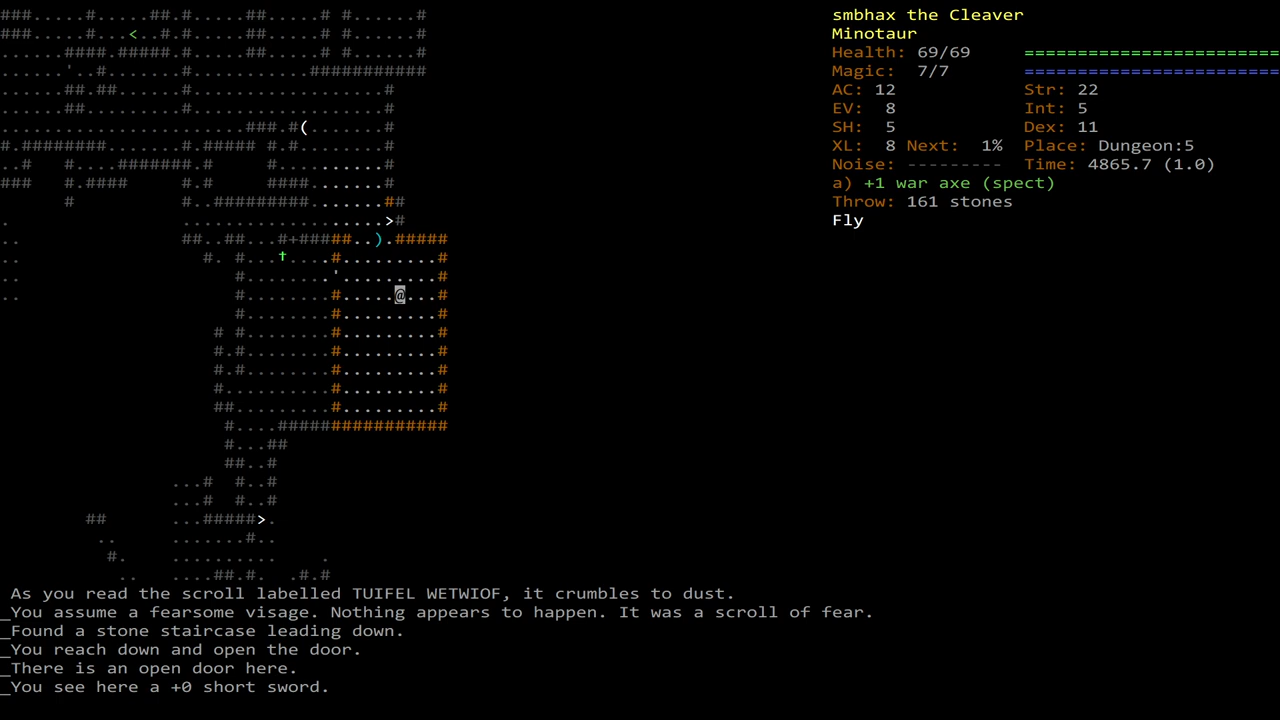 smbhax the Cleaver
Minotaur
Health: 69/69 ========================
Magic: 7/7 ========================
AC: 12 Str: 22
EV: 8 Int: 5
SH: 5 Dex: 11
XL: 8 Next: 1% Place: Dungeon:5
Noise: --------- Time: 4865.7 (1.0)
a) +1 war axe (spect)
Throw: 161 stones
Fly
As you read the scroll labelled TUIFEL WETWIOF, it crumbles to dust.
_You assume a fearsome visage. Nothing appears to happen. It was a scroll of fear.
_Found a stone staircase leading down.
_You reach down and open the door.
_There is an open door here.
_You see here a +0 short sword.